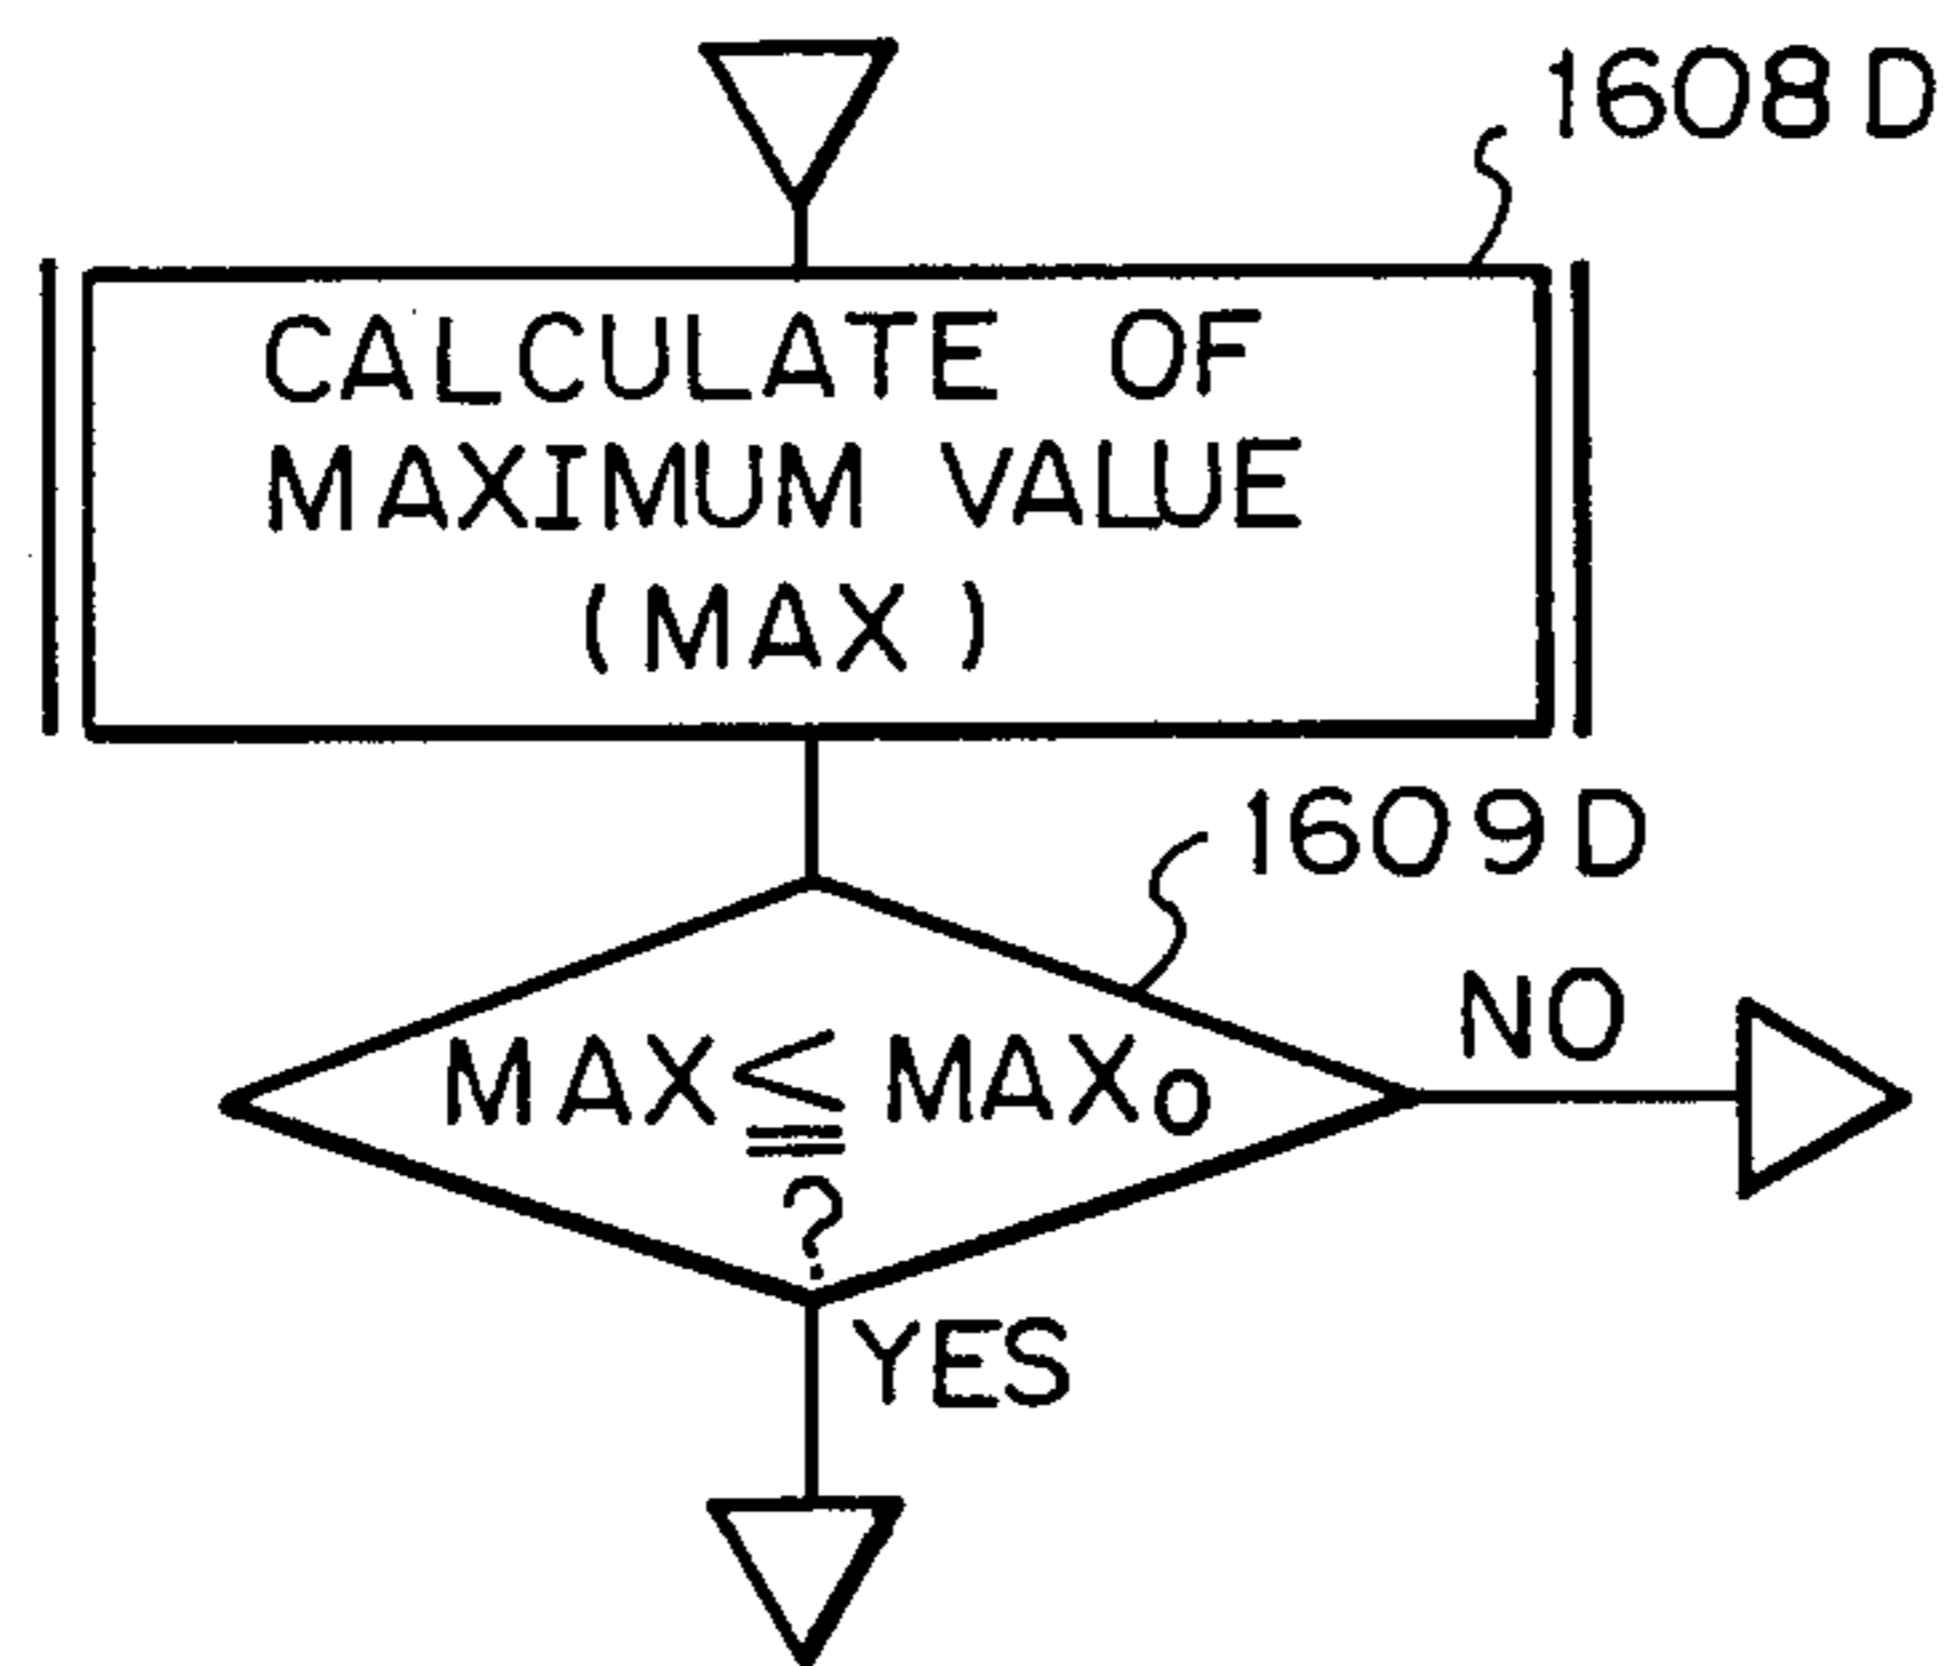 1608D
CALCULATE OF
MAXIMUM VALUE
(MAX)
1609D
NO
MAX≦MAX₀
?
YES